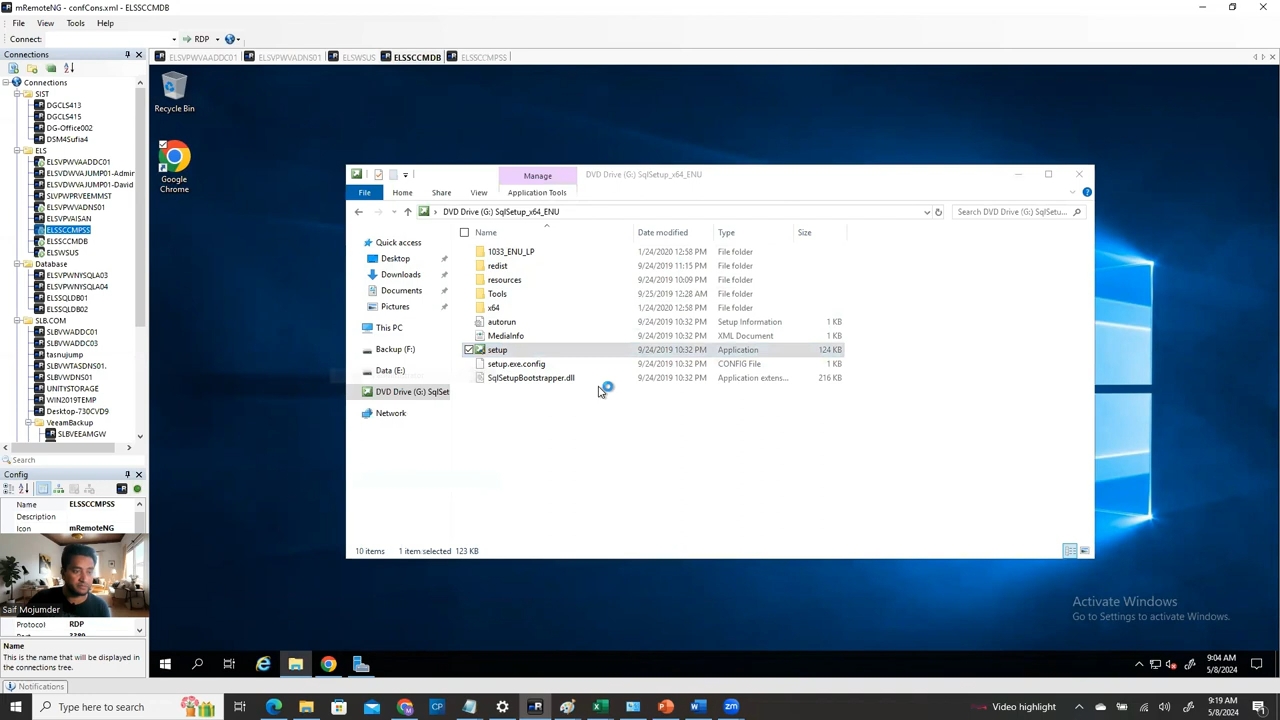 mRemoteNG - confCons.xml - ELSSCCMDB
File View Tools Help
Connect: RDP
Connections
ELSVPWVAADDC01 ELSVPWVADNS01 ELSWSUS ELSSCCMDB ELSSCCMPSS
Connections
SIST
DGCLS413
DGCLS415
DG-Office002
DSM4Sufia4
ELS
ELSVPWVAADDC01
ELSVDWVAJUMP01-Admir
ELSVDWVAJUMP01-David
SLVPWPRVEEMMST
ELSVPWVADNS01
ELSVPVAISAN
ELSSCCMPSS
ELSSCCMDB
ELSWSUS
Database
ELSVPWNYSQLA03
ELSVPWNYSQLA04
ELSSQLDB01
ELSSQLDB02
SLB.COM
SLBVWADDC01
tasnujump
SLBVWTASDNS01.
SLBVWDNS01
UNITYSTORAGE
WIN2019TEMP
Desktop-730CVD9
VeeamBackup
SLBVEEAMGW
Search
Config
Name ELSSCCMPSS
Description
Icon mRemoteNG
Saif Mojumder
Protocol RDP
Name
This is the name that will be displayed in the connections tree.
Notifications
Recycle Bin
Google
Chrome
Manage DVD Drive (G:) SqlSetup_x64_ENU
File Home Share View Application Tools
DVD Drive (G:) SqlSetup_x64_ENU Search DVD Drive (G:) SqlSetu...
Quick access
Desktop
Downloads
Documents
Pictures
This PC
Backup (F:)
Data (E:)
DVD Drive (G:) SqlSet
Network
Name Date modified Type Size
1033_ENU_LP 1/24/2020 12:58 PM File folder
redist 9/24/2019 11:15 PM File folder
resources 9/24/2019 10:09 PM File folder
Tools 9/25/2019 12:28 AM File folder
x64 1/24/2020 12:58 PM File folder
autorun 9/24/2019 10:32 PM Setup Information 1 KB
MediaInfo 9/24/2019 10:32 PM XML Document 1 KB
setup 9/24/2019 10:32 PM Application 124 KB
setup.exe.config 9/24/2019 10:32 PM CONFIG File 1 KB
SqlSetupBootstrapper.dll 9/24/2019 10:32 PM Application extens... 216 KB
10 items 1 item selected 123 KB
Activate Windows
Go to Settings to activate Windows.
9:04 AM
5/8/2024
Type here to search
Video highlight
9:19 AM
5/8/2024